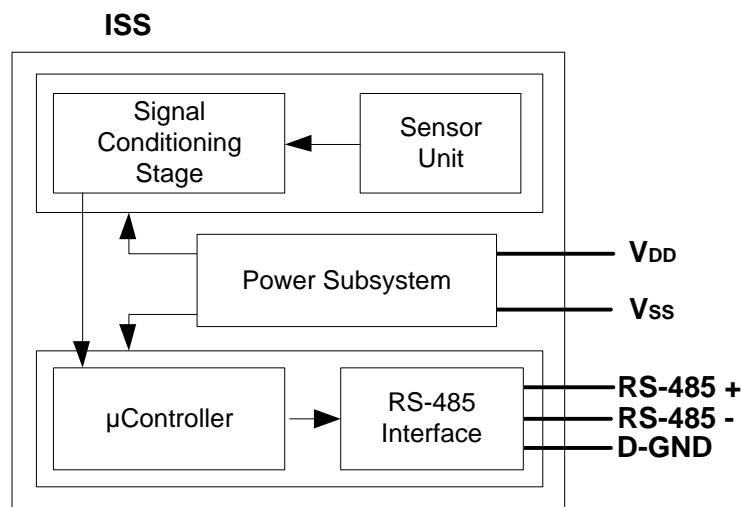 ISS
Signal
Conditioning
Stage
Sensor
Unit
Power Subsystem
VDD
VSS
µController
RS-485
Interface
RS-485 +
RS-485 -
D-GND